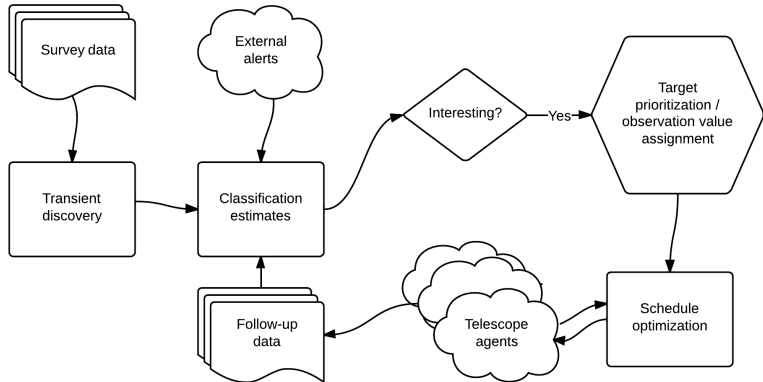 Survey data
External
alerts
Interesting?
Yes
Target
prioritization /
observation value
assignment
Transient
discovery
Classification
estimates
Follow-up
data
Telescope
agents
Schedule
optimization